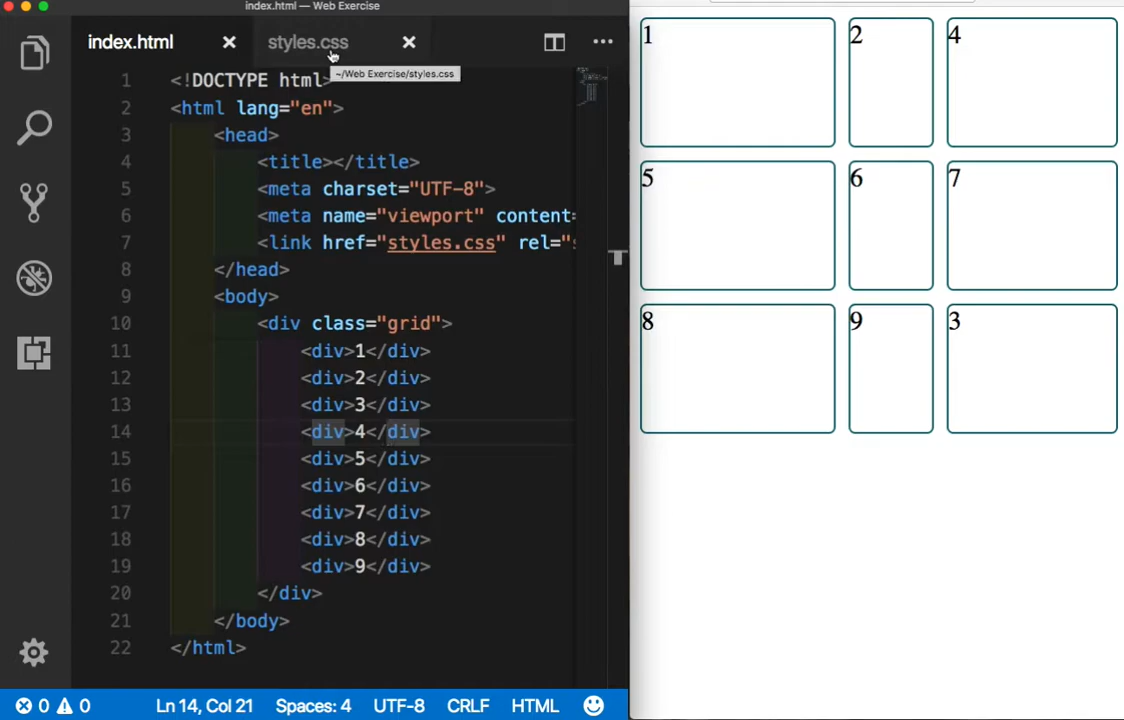 index.html — Web Exercise
index.html styles.css
~/Web Exercise/styles.css
1 <!DOCTYPE html>
2 <html lang="en">
3 <head>
4 <title></title>
5 <meta charset="UTF-8">
6 <meta name="viewport" content=
7 <link href="styles.css" rel="s
8 </head>
9 <body>
10 <div class="grid">
11 <div>1</div>
12 <div>2</div>
13 <div>3</div>
14 <div>4</div>
15 <div>5</div>
16 <div>6</div>
17 <div>7</div>
18 <div>8</div>
19 <div>9</div>
20 </div>
21 </body>
22 </html>
0 0 Ln 14, Col 21 Spaces: 4 UTF-8 CRLF HTML
1 2 4
5 6 7
8 9 3